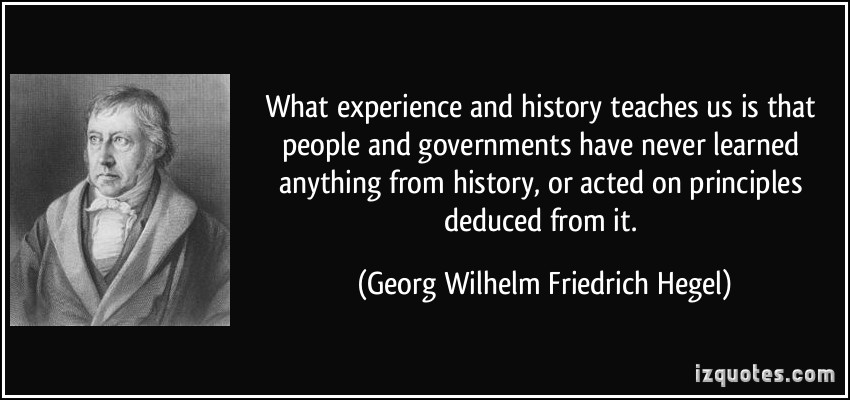 What experience and history teaches us is that
people and governments have never learned
anything from history, or acted on principles
deduced from it.
(Georg Wilhelm Friedrich Hegel)
izquotes.com